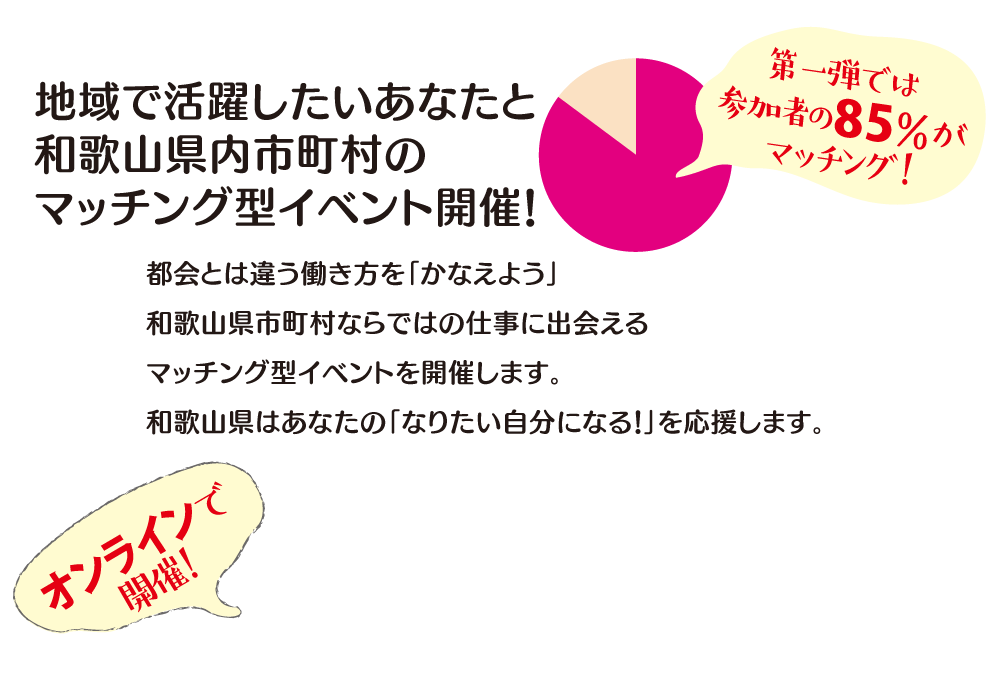 地域で活躍したいあなたと
和歌山県内市町村の
マッチング型イベント開催!
第一弾では
参加者の85%が
マッチング!
都会とは違う働き方を「かなえよう」
和歌山県市町村ならではの仕事に出会える
マッチング型イベントを開催します。
和歌山県はあなたの「なりたい自分になる!」を応援します。
オンラインで
開催!